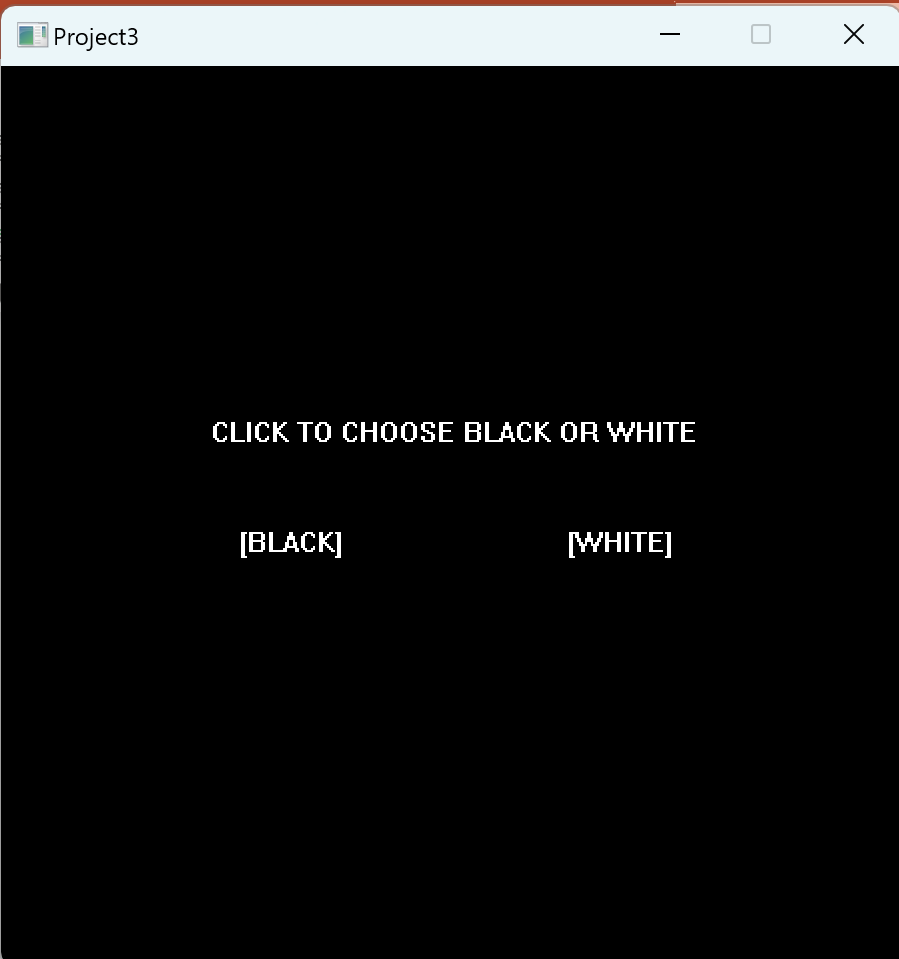 Project3
CLICK TO CHOOSE BLACK OR WHITE
[BLACK] [WHITE]